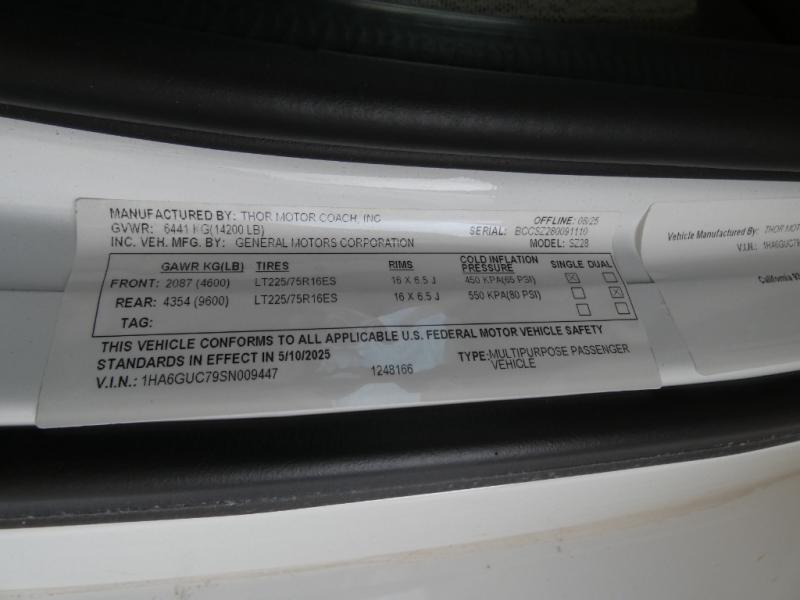 MANUFACTURED BY: THOR MOTOR COACH, INC
OFFLINE: 08/25
GVWR: 6441 KG(14200 LB)
SERIAL: BCCSZ280091110
INC. VEH. MFG. BY: GENERAL MOTORS CORPORATION
MODEL: SZ28
GAWR KG(LB) TIRES RIMS COLD INFLATION PRESSURE SINGLE DUAL
FRONT: 2087 (4600) LT225/75R16ES 16 X 6.5 J 450 KPA(65 PSI)
REAR: 4354 (9600) LT225/75R16ES 16 X 6.5 J 550 KPA(80 PSI)
TAG:
THIS VEHICLE CONFORMS TO ALL APPLICABLE U.S. FEDERAL MOTOR VEHICLE SAFETY
STANDARDS IN EFFECT IN 5/10/2025
TYPE: MULTIPURPOSE PASSENGER
VEHICLE
V.I.N.: 1HA6GUC79SN009447
1248166
Vehicle Manufactured By: THOR MOT
V.I.N.: 1HA6GUC7
California